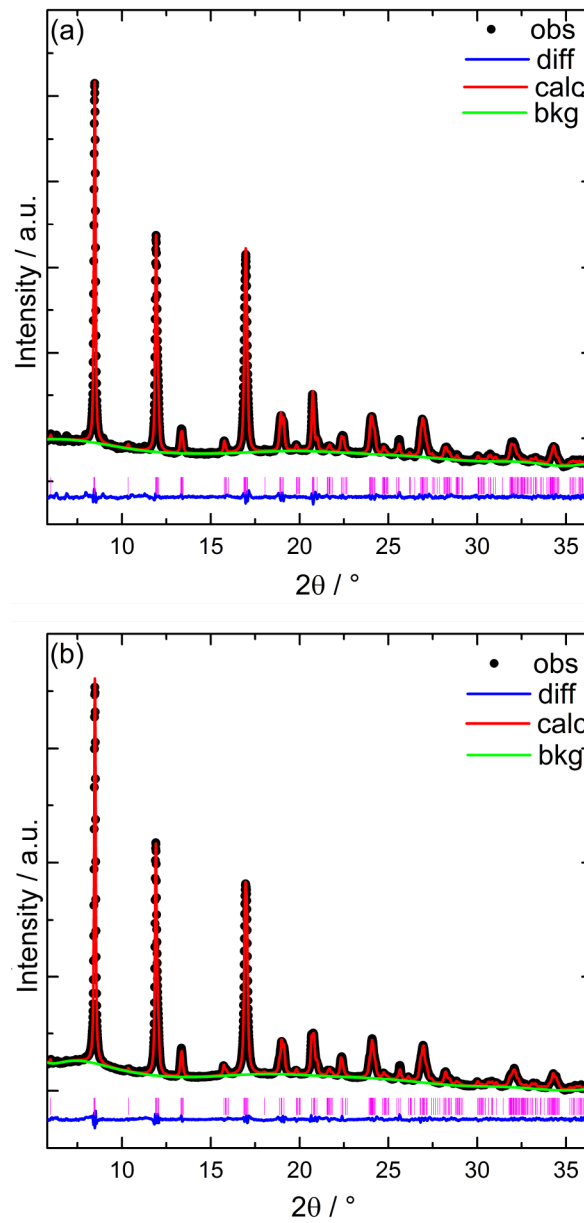 (a)
obs
diff
calc
bkg
Intensity / a.u.
10 15 20 25 30 35
2θ / °
(b)
obs
diff
calc
bkg
Intensity / a.u.
10 15 20 25 30 35
2θ / °